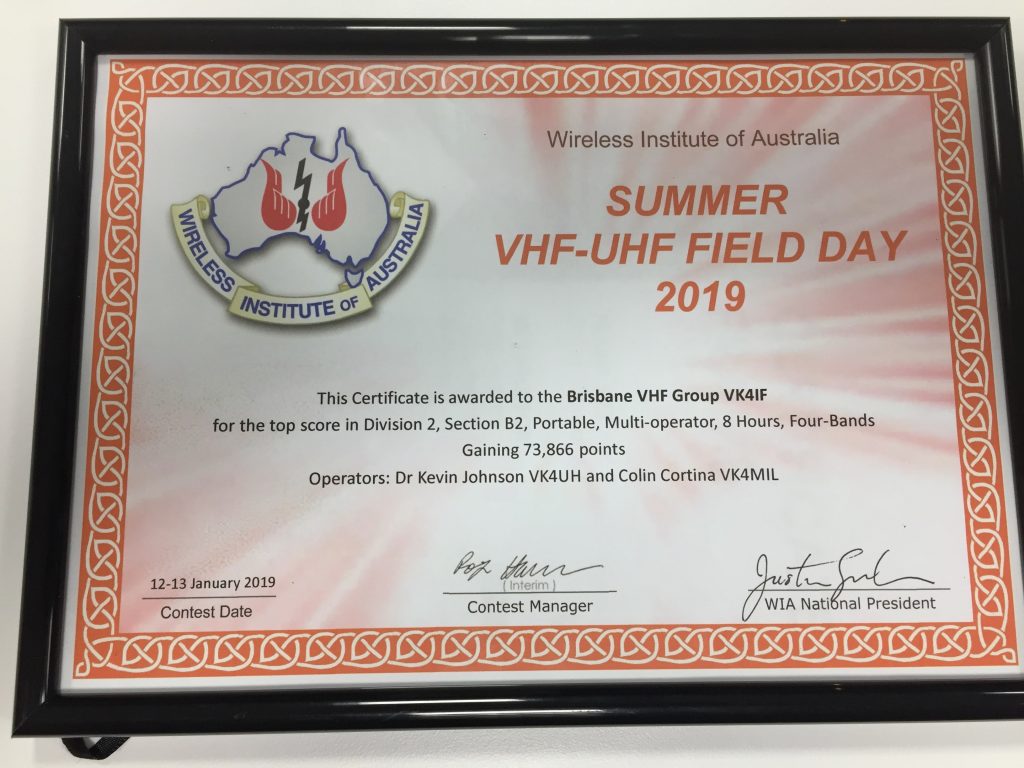 WIRELESS INSTITUTE OF AUSTRALIA
Wireless Institute of Australia
SUMMER
VHF-UHF FIELD DAY
2019
This Certificate is awarded to the Brisbane VHF Group VK4IF
for the top score in Division 2, Section B2, Portable, Multi-operator, 8 Hours, Four-Bands
Gaining 73,866 points
Operators: Dr Kevin Johnson VK4UH and Colin Cortina VK4MIL
12-13 January 2019
Contest Date
(Interim)
Contest Manager
Justin
WIA National President